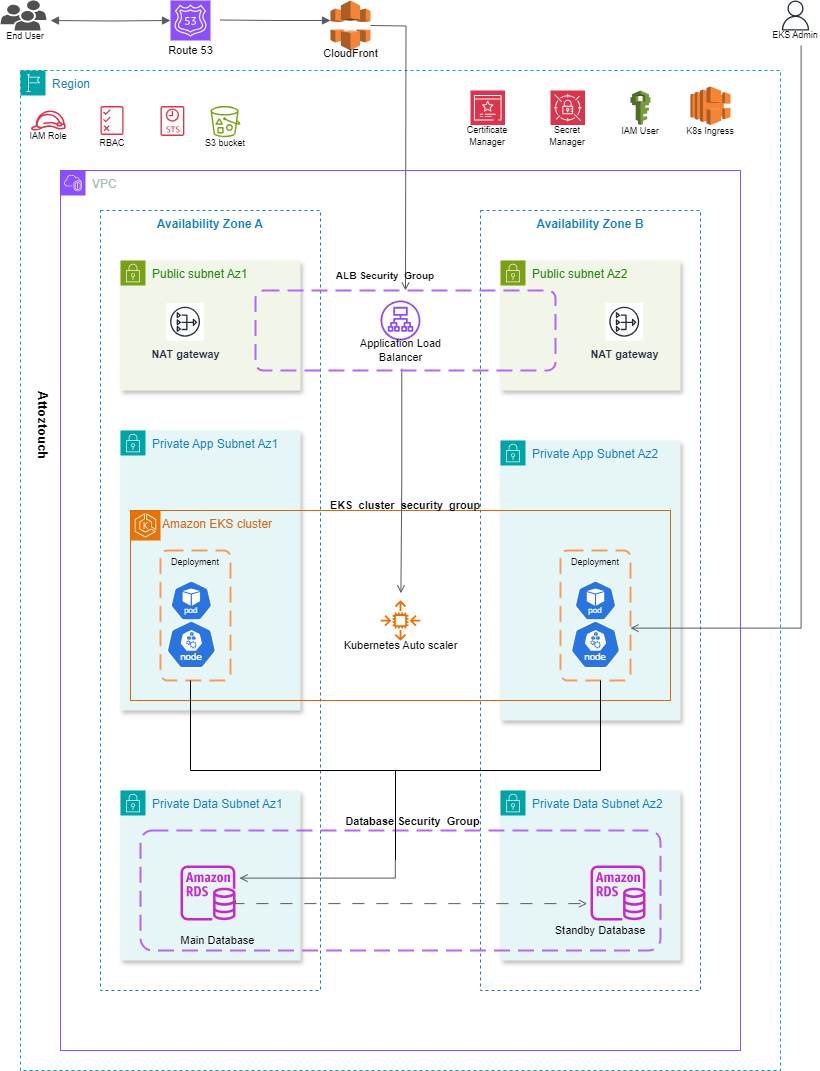 End User
53
Route 53
CloudFront
EKS Admin
Region
IAM Role
RBAC
STS
S3 bucket
Certificate
Manager
Secret
Manager
IAM User
K8s Ingress
VPC
Availability Zone A
Availability Zone B
Public subnet Az1
ALB Security Group
Public subnet Az2
NAT gateway
Application Load
Balancer
NAT gateway
Attoztouch
Private App Subnet Az1
Private App Subnet Az2
EKS cluster security group
Amazon EKS cluster
Deployment
pod
node
Kubernetes Auto scaler
Deployment
pod
node
Private Data Subnet Az1
Private Data Subnet Az2
Database Security Group
Amazon
RDS
Main Database
Amazon
RDS
Standby Database